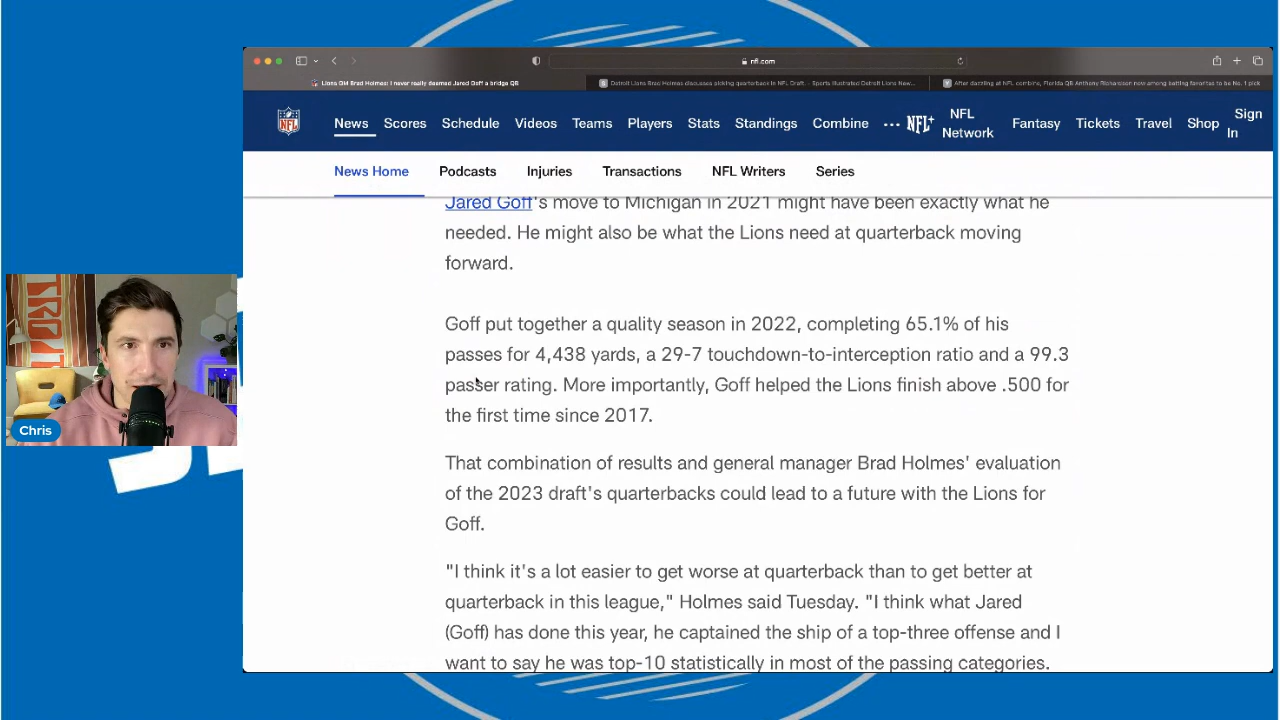 nfl.com
Lions GM Brad Holmes: I never really deemed Jared Goff a bridge QB
Detroit Lions Brad Holmes discusses picking quarterback in NFL Draft. - Sports Illustrated Detroit Lions New...
After dazzling at NFL combine, Florida QB Anthony Richardson now among betting favorites to be No. 1 pick
NFL
News Scores Schedule Videos Teams Players Stats Standings Combine ... NFL+ NFL Network Fantasy Tickets Travel Shop Sign In
News Home Podcasts Injuries Transactions NFL Writers Series
Jared Goff's move to Michigan in 2021 might have been exactly what he
needed. He might also be what the Lions need at quarterback moving
forward.
Goff put together a quality season in 2022, completing 65.1% of his
passes for 4,438 yards, a 29-7 touchdown-to-interception ratio and a 99.3
passer rating. More importantly, Goff helped the Lions finish above .500 for
the first time since 2017.
That combination of results and general manager Brad Holmes' evaluation
of the 2023 draft's quarterbacks could lead to a future with the Lions for
Goff.
"I think it's a lot easier to get worse at quarterback than to get better at
quarterback in this league," Holmes said Tuesday. "I think what Jared
(Goff) has done this year, he captained the ship of a top-three offense and I
want to say he was top-10 statistically in most of the passing categories.
Chris